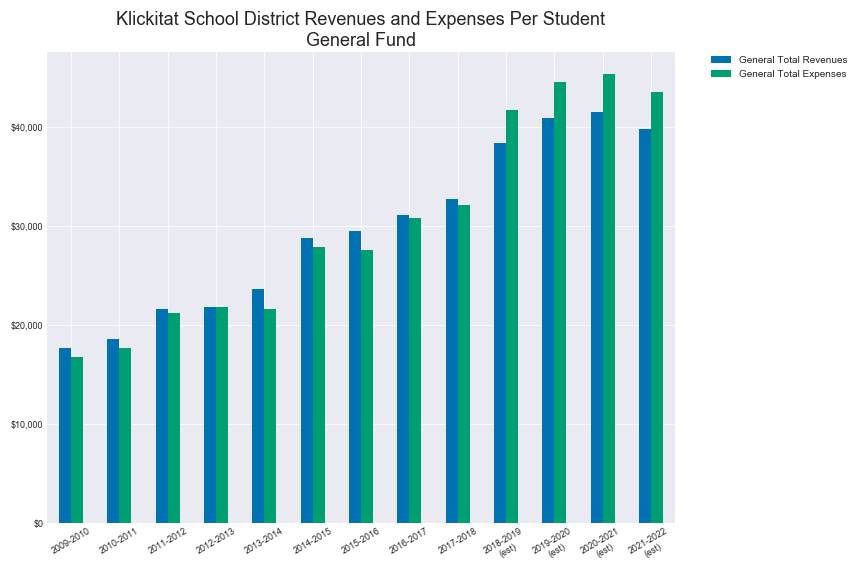 Klickitat School District Revenues and Expenses Per Student
General Fund
General Total Revenues
General Total Expenses
$40,000
$30,000
$20,000
$10,000
$0
2009-2010
2010-2011
2011-2012
2012-2013
2013-2014
2014-2015
2015-2016
2016-2017
2017-2018
2018-2019
(est)
2019-2020
(est)
2020-2021
(est)
2021-2022
(est)